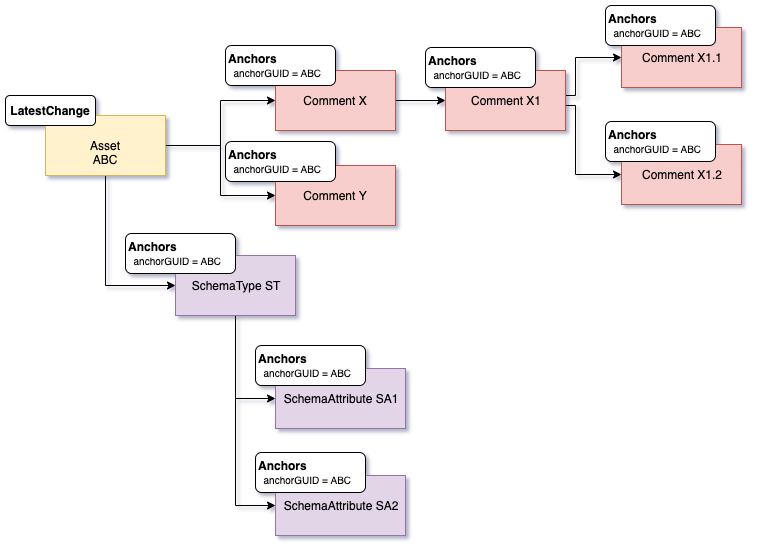 Anchors
anchorGUID = ABC
Comment X1.1
Anchors
anchorGUID = ABC
Comment X
Anchors
anchorGUID = ABC
Comment X1
LatestChange
Asset
ABC
Anchors
anchorGUID = ABC
Comment X1.2
Anchors
anchorGUID = ABC
Comment Y
Anchors
anchorGUID = ABC
SchemaType ST
Anchors
anchorGUID = ABC
SchemaAttribute SA1
Anchors
anchorGUID = ABC
SchemaAttribute SA2